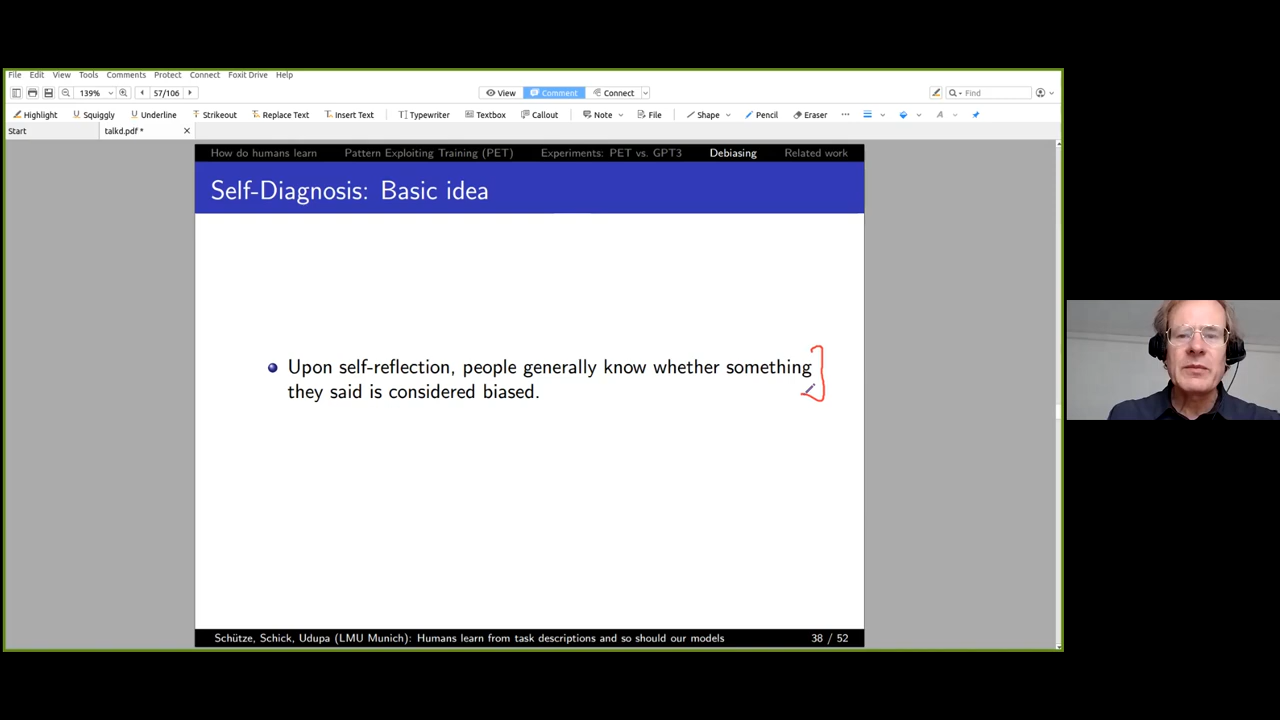 File Edit View Tools Comments Protect Connect Foxit Drive Help
139% 57/106 View Comment Connect Find
Highlight Squiggly Underline Strikeout Replace Text Insert Text Typewriter Textbox Callout Note File Shape Pencil Eraser
Start talkd.pdf *
How do humans learn Pattern Exploiting Training (PET) Experiments: PET vs. GPT3 Debiasing Related work
Self-Diagnosis: Basic idea
Upon self-reflection, people generally know whether something
they said is considered biased.
Schütze, Schick, Udupa (LMU Munich): Humans learn from task descriptions and so should our models 38 / 52